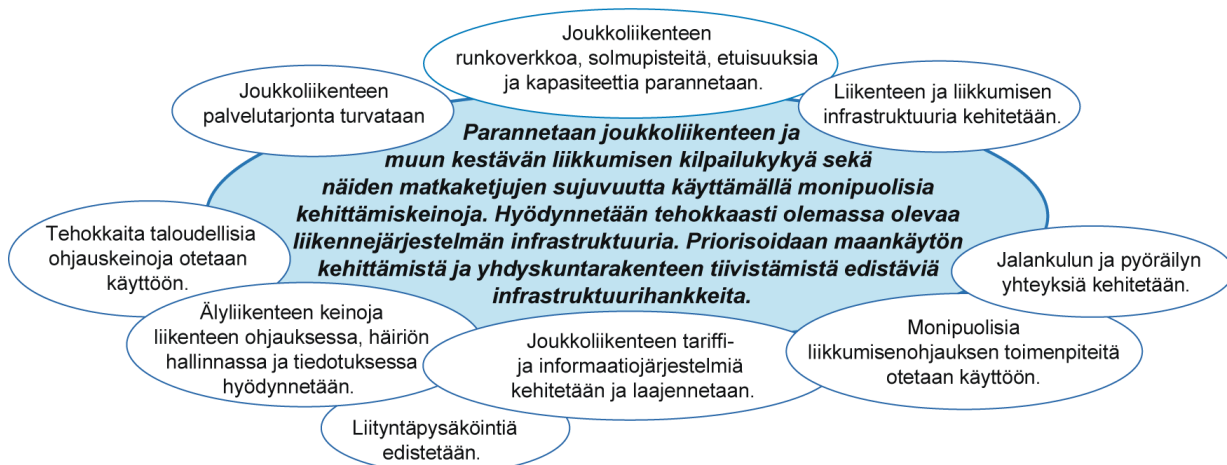 Joukkoliikenteen
runkoverkkoa, solmupisteitä, etuisuuksia
ja kapasiteettia parannetaan.
Joukkoliikenteen
palvelutarjonta turvataan
Liikenteen ja liikkumisen
infrastruktuuria kehitetään.
Parannetaan joukkoliikenteen ja
muun kestävän liikkumisen kilpailukykyä sekä
näiden matkaketjujen sujuvuutta käyttämällä monipuolisia
kehittämiskeinoja. Hyödynnetään tehokkaasti olemassa olevaa
liikennejärjestelmän infrastruktuuria. Priorisoidaan maankäytön
kehittämistä ja yhdyskuntarakenteen tiivistämistä edistäviä
infrastruktuurihankkeita.
Tehokkaita taloudellisia
ohjauskeinoja otetaan
käyttöön.
Jalankulun ja pyöräilyn
yhteyksiä kehitetään.
Älyliikenteen keinoja
liikenteen ohjauksessa, häiriön
hallinnassa ja tiedotuksessa
hyödynnetään.
Joukkoliikenteen tariffi-
ja informaatiojärjestelmiä
kehitetään ja laajennetaan.
Monipuolisia
liikkumisenohjauksen toimenpiteitä
otetaan käyttöön.
Liityntäpysäköintiä
edistetään.